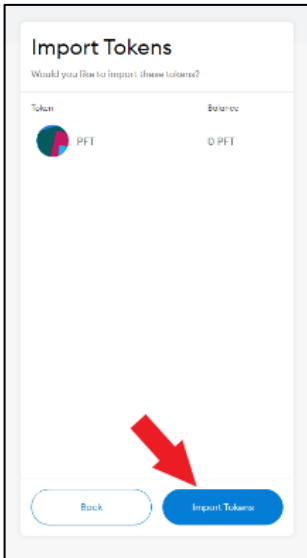 Import Tokens
Would you like to import these tokens?
Token Balance
PFT 0 PFT
Back Import Tokens